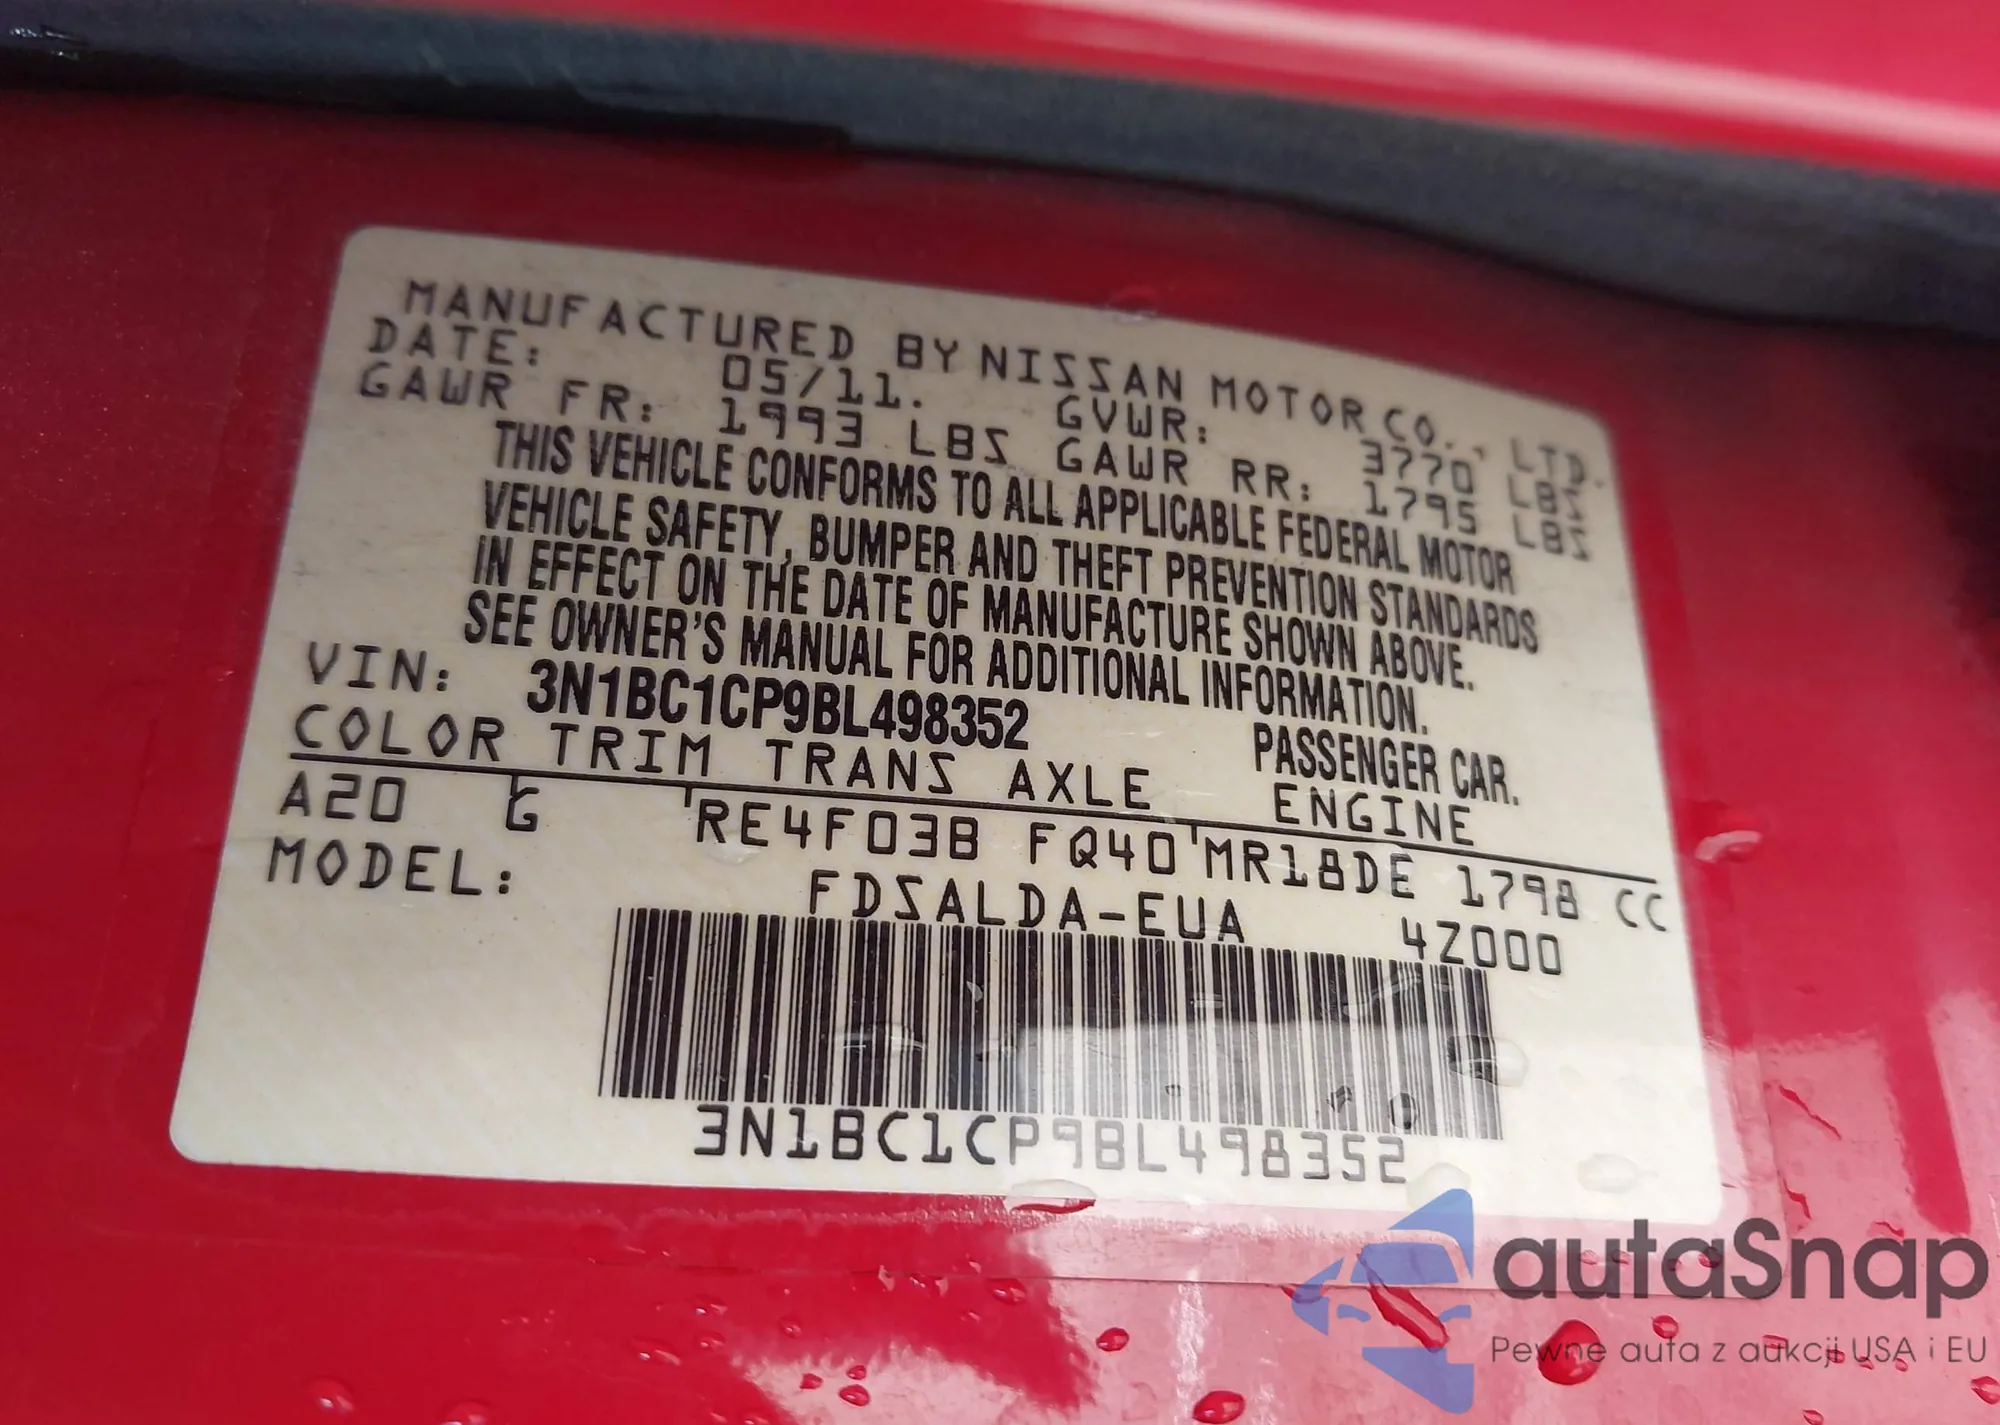 MANUFACTURED BY NISSAN MOTOR CO., LTD.
DATE: 05/11. GVWR: 3770 LBS
GAWR FR: 1993 LBS GAWR RR: 1795 LBS
THIS VEHICLE CONFORMS TO ALL APPLICABLE FEDERAL MOTOR
VEHICLE SAFETY, BUMPER AND THEFT PREVENTION STANDARDS
IN EFFECT ON THE DATE OF MANUFACTURE SHOWN ABOVE.
SEE OWNER'S MANUAL FOR ADDITIONAL INFORMATION.
VIN: 3N1BC1CP9BL498352 PASSENGER CAR.
COLOR TRIM TRANS AXLE ENGINE
A20 G RE4F03B FQ40 MR18DE 1798 CC
MODEL: FDSALDA-EUA 4Z000
3N1BC1CP9BL498352
autaSnap
Pewne auta z aukcji USA i EU